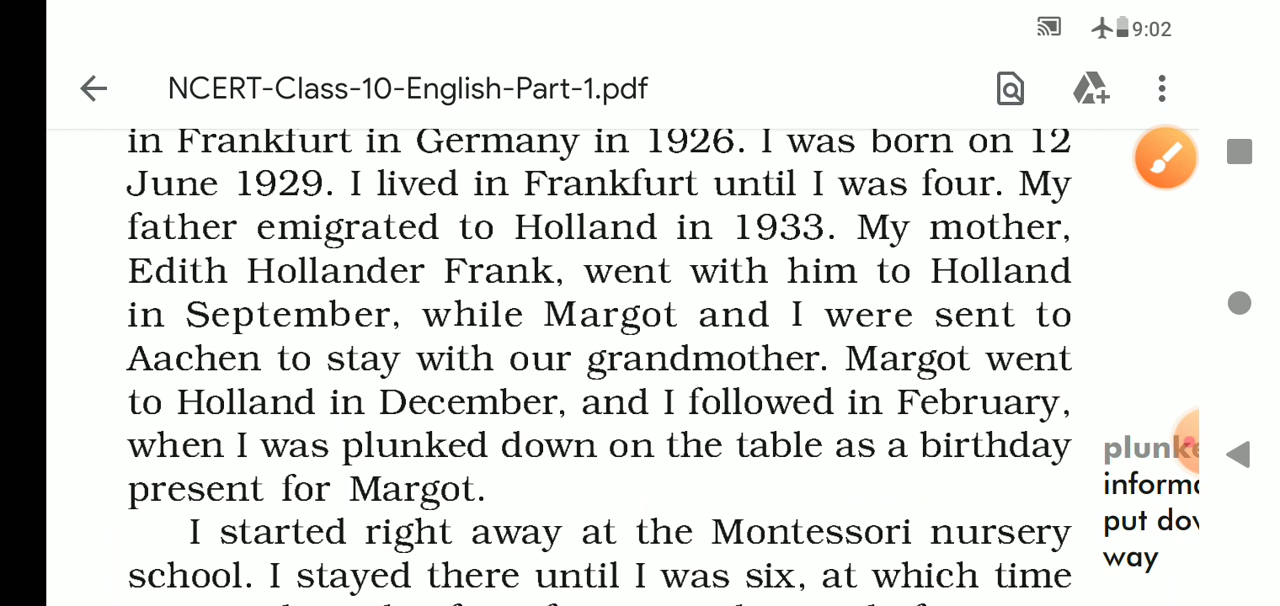 9:02
NCERT-Class-10-English-Part-1.pdf
in Frankfurt in Germany in 1926. I was born on 12
June 1929. I lived in Frankfurt until I was four. My
father emigrated to Holland in 1933. My mother,
Edith Hollander Frank, went with him to Holland
in September, while Margot and I were sent to
Aachen to stay with our grandmother. Margot went
to Holland in December, and I followed in February,
when I was plunked down on the table as a birthday
present for Margot.
plunke
informa
put dov
way
I started right away at the Montessori nursery
school. I stayed there until I was six, at which time